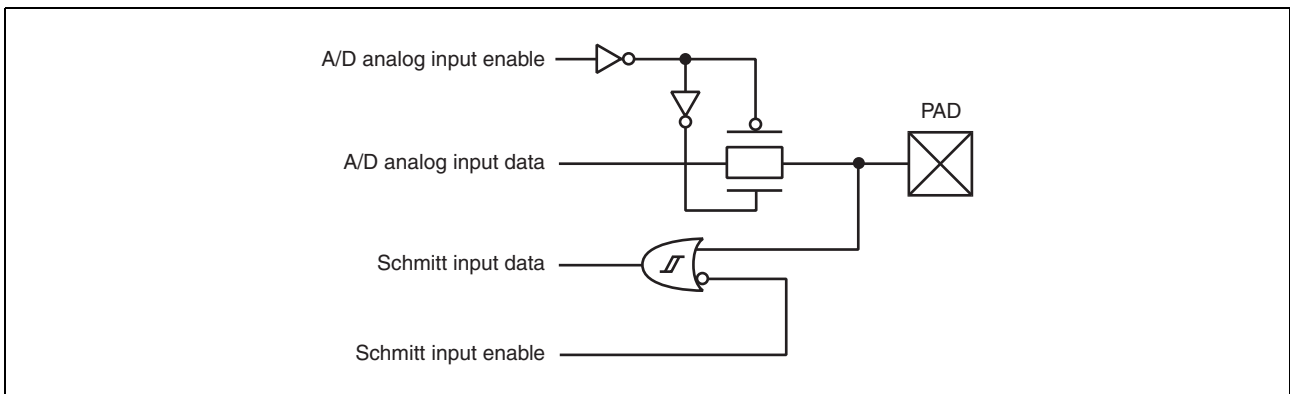 A/D analog input enable
PAD
A/D analog input data
Schmitt input data
Schmitt input enable